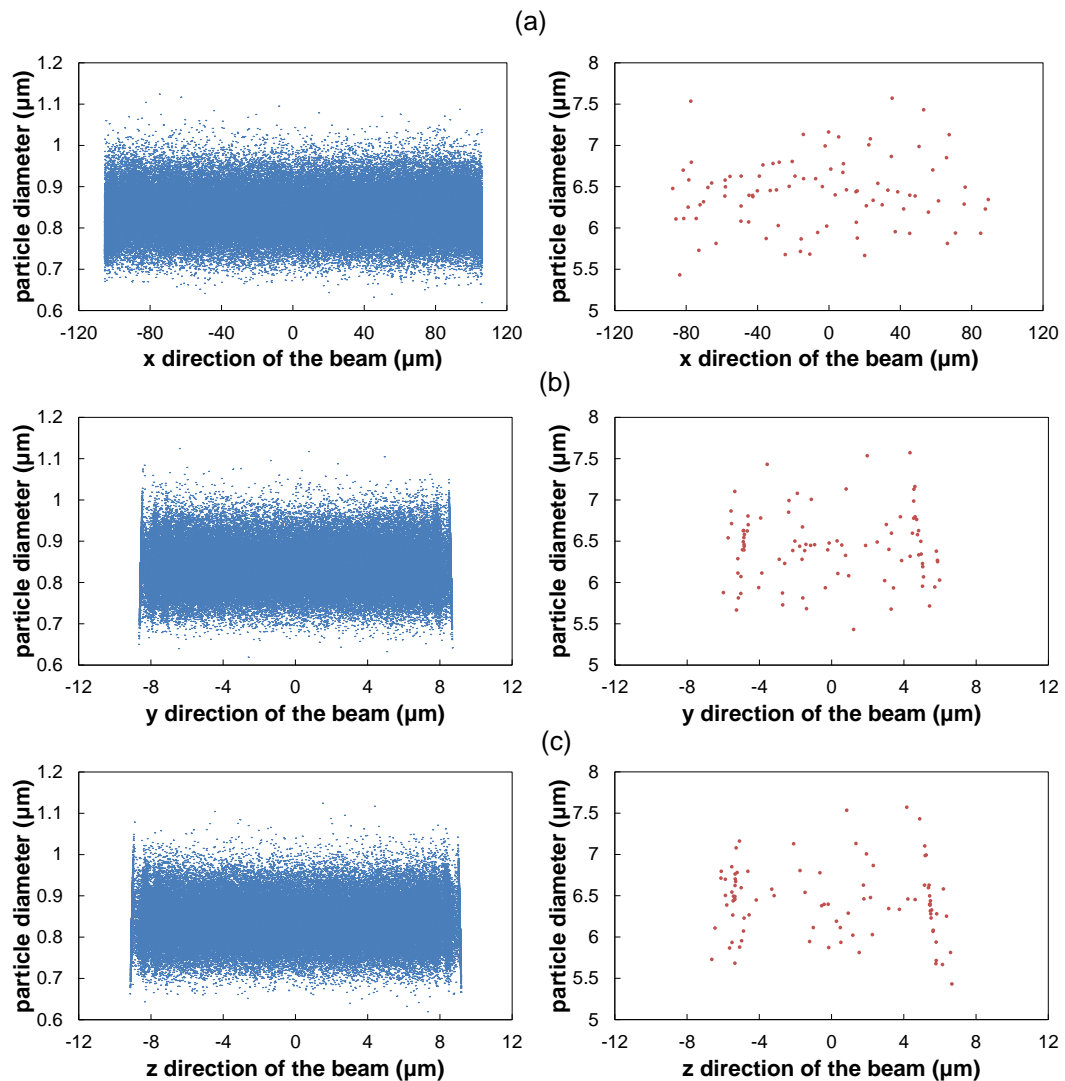 (a)
particle diameter (µm)
1.2
1.1
1
0.9
0.8
0.7
0.6
-120 -80 -40 0 40 80 120
x direction of the beam (µm)
particle diameter (µm)
8
7.5
7
6.5
6
5.5
5
-120 -80 -40 0 40 80 120
x direction of the beam (µm)
(b)
particle diameter (µm)
1.2
1.1
1
0.9
0.8
0.7
0.6
-12 -8 -4 0 4 8 12
y direction of the beam (µm)
particle diameter (µm)
8
7.5
7
6.5
6
5.5
5
-12 -8 -4 0 4 8 12
y direction of the beam (µm)
(c)
particle diameter (µm)
1.2
1.1
1
0.9
0.8
0.7
0.6
-12 -8 -4 0 4 8 12
z direction of the beam (µm)
particle diameter (µm)
8
7.5
7
6.5
6
5.5
5
-12 -8 -4 0 4 8 12
z direction of the beam (µm)